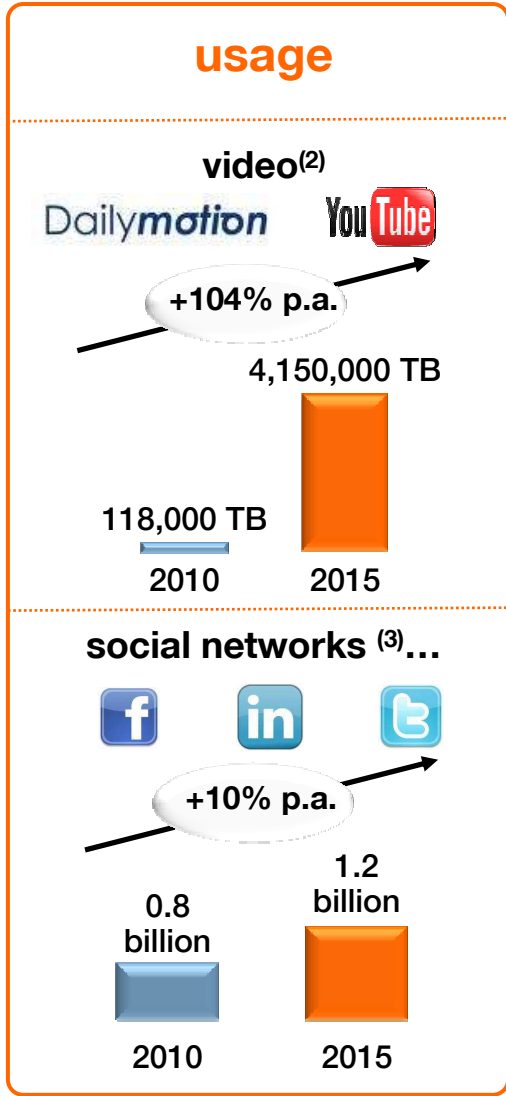 usage
video(2)
Dailymotion YouTube
+104% p.a.
4,150,000 TB
118,000 TB
2010 2015
social networks (3)...
f in t
+10% p.a.
1.2
billion
0.8
billion
2010 2015